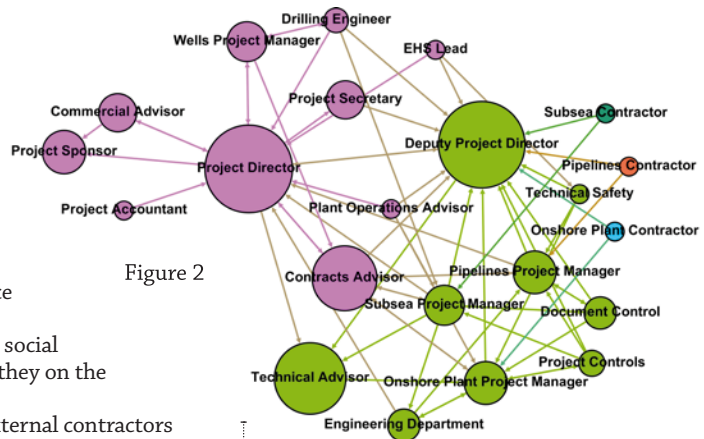 Drilling Engineer
Wells Project Manager
EHS Lead
Project Secretary
Commercial Advisor
Subsea Contractor
Deputy Project Director
Project Sponsor
Project Director
Pipelines Contractor
Technical Safety
Project Accountant
Plant Operations Advisor
Onshore Plant Contractor
Figure 2
Contracts Advisor
Pipelines Project Manager
ce
Subsea Project Manager
Document Control
social
they on the
Project Controls
Technical Advisor
Onshore Plant Project Manager
ternal contractors
Engineering Department